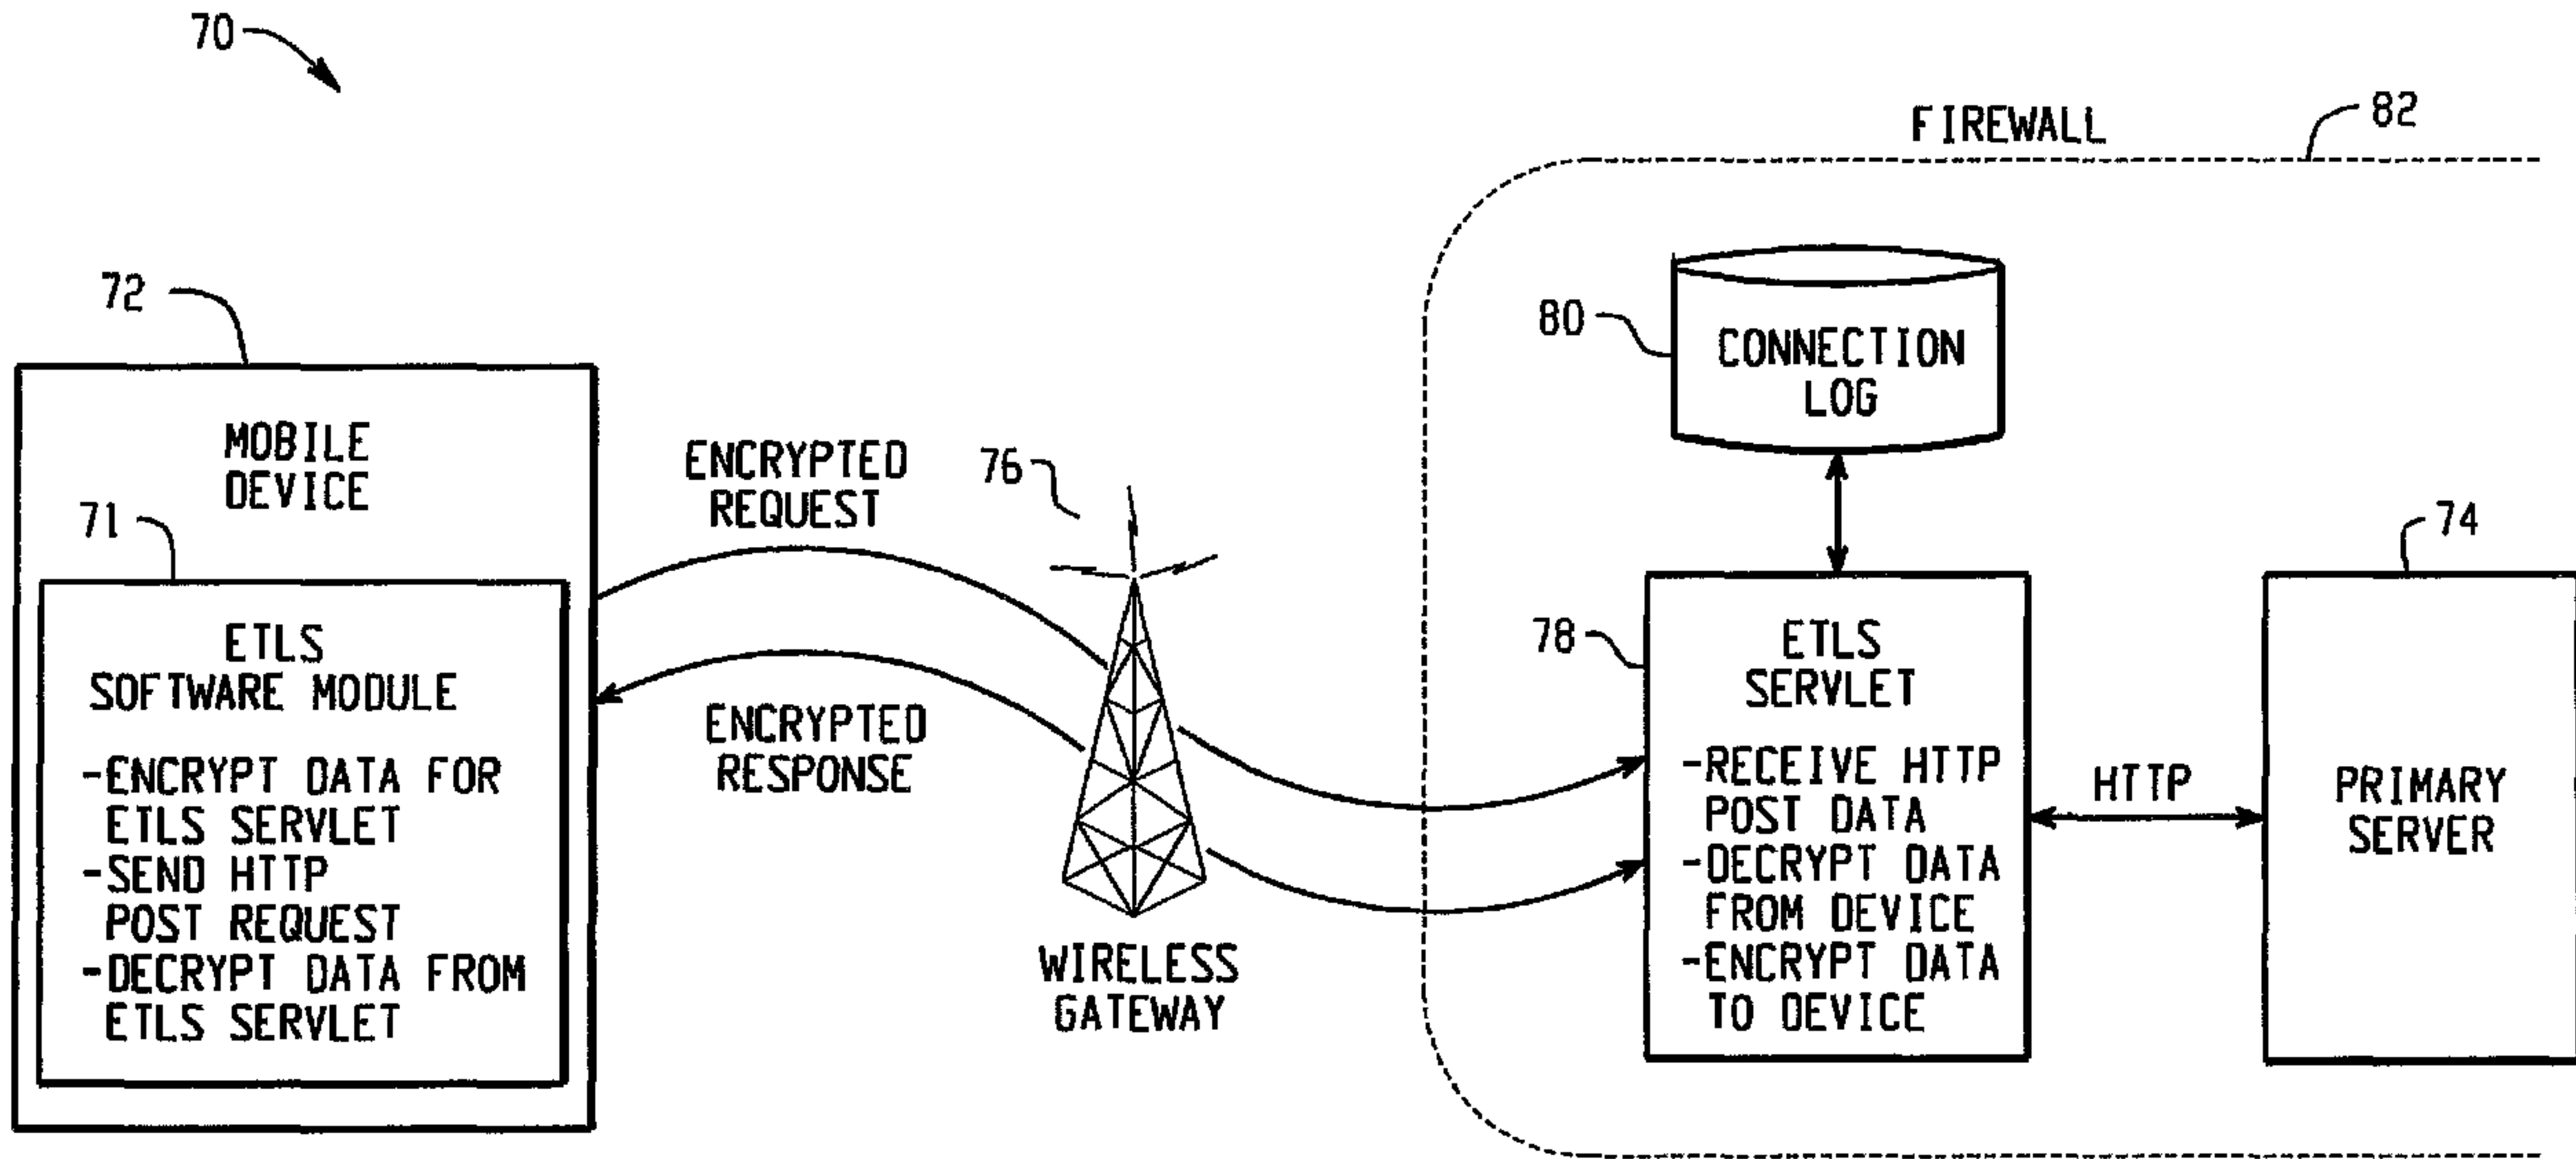 70
FIREWALL
82
72
80
CONNECTION
LOG
MOBILE
DEVICE
71
ENCRYPTED
REQUEST
76
74
ETLS
SOFTWARE MODULE
-ENCRYPT DATA FOR
ETLS SERVLET
-SEND HTTP
POST REQUEST
-DECRYPT DATA FROM
ETLS SERVLET
ENCRYPTED
RESPONSE
WIRELESS
GATEWAY
78
ETLS
SERVLET
-RECEIVE HTTP
POST DATA
-DECRYPT DATA
FROM DEVICE
-ENCRYPT DATA
TO DEVICE
HTTP
PRIMARY
SERVER